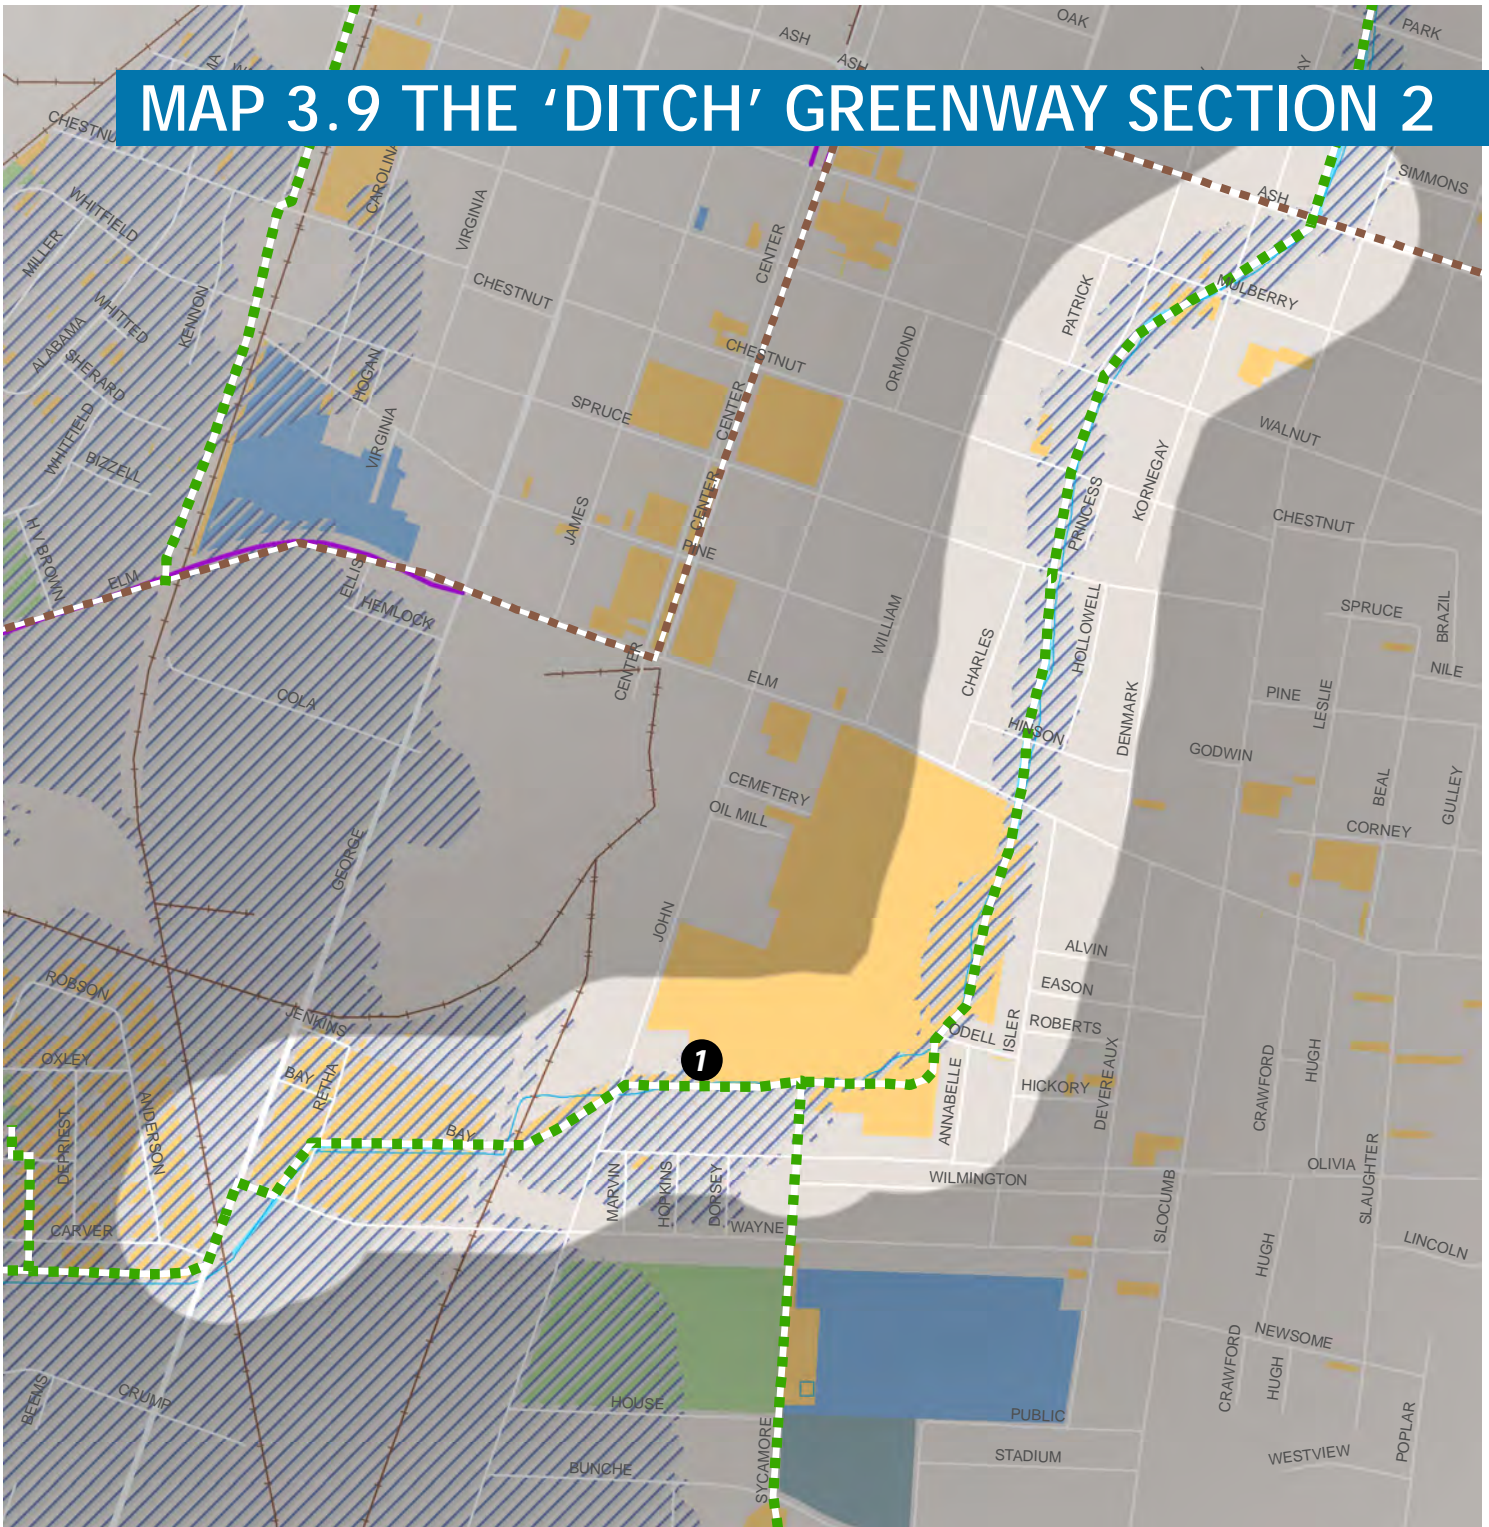 OAK
PARK
ASH
ASH
MAP 3.9 THE ‘DITCH’ GREENWAY SECTION 2
CAROLINA
SIMMONS
ASH
WHITFIELD
VIRGINIA
MILLER
CENTER
MULBERRY
CHESTNUT
PATRICK
KENNON
WHITTED
ALABAMA
SHERARD
HOGAN
CHESTNUT
ORMOND
SPRUCE
CENTER
WHITFIELD
VIRGINIA
WALNUT
BIZZELL
KORNEGAY
CENTER
PRINCESS
JAMES
CHESTNUT
H V BROWN
PINE
ELM
ELLIS
HEMLOCK
WILLIAM
HOLLOWELL
SPRUCE
BRAZIL
CHARLES
CENTER
ELM
NILE
COLA
PINE
LESLIE
HINSON
DENMARK
GODWIN
CEMETERY
BEAL
GULLEY
OIL MILL
CORNEY
GEORGE
JOHN
ALVIN
ROBSON
EASON
JENKINS
ODELL
ISLER
ROBERTS
OXLEY
1
BAY
RETHA
HICKORY
DEVEREAUX
CRAWFORD
HUGH
ANNABELLE
DEPRIEST
ANDERSON
BAY
OLIVIA
SLAUGHTER
MARVIN
HOPKINS
DORSEY
WILMINGTON
SLOCUMB
CARVER
WAYNE
HUGH
LINCOLN
NEWSOME
CRUMP
BEEMS
HOUSE
CRAWFORD
HUGH
PUBLIC
POPLAR
STADIUM
WESTVIEW
BUNCHE
SYCAMORE